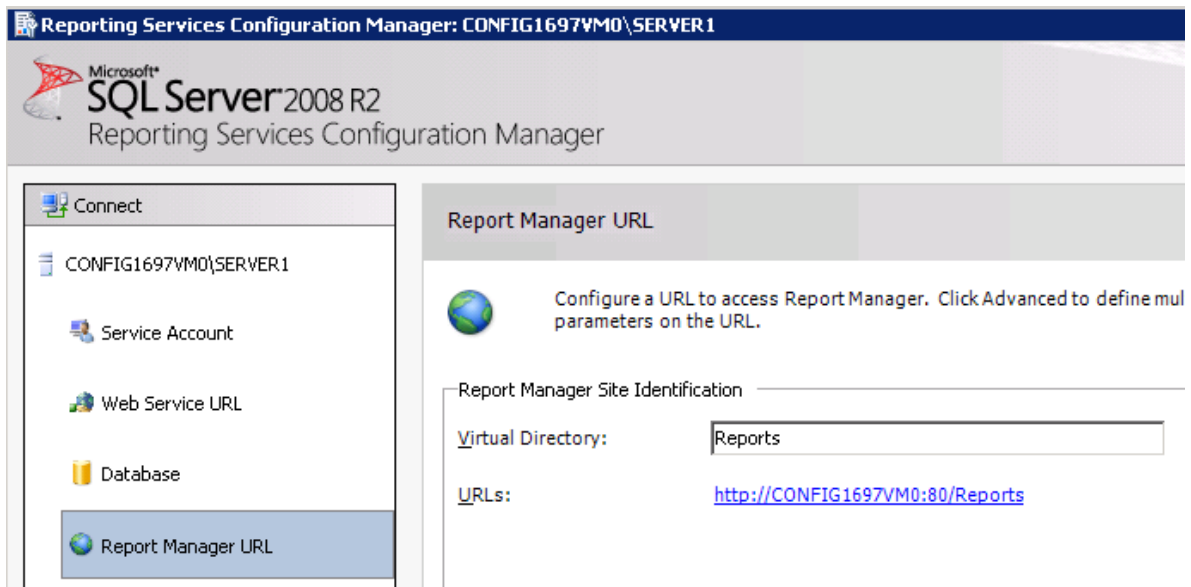 Reporting Services Configuration Manager: CONFIG1697VM0\SERVER1
Microsoft
SQL Server 2008 R2
Reporting Services Configuration Manager
Connect
CONFIG1697VM0\SERVER1
Service Account
Web Service URL
Database
Report Manager URL
Report Manager URL
Configure a URL to access Report Manager. Click Advanced to define mul
parameters on the URL.
Report Manager Site Identification
Virtual Directory: Reports
URLs: http://CONFIG1697VM0:80/Reports